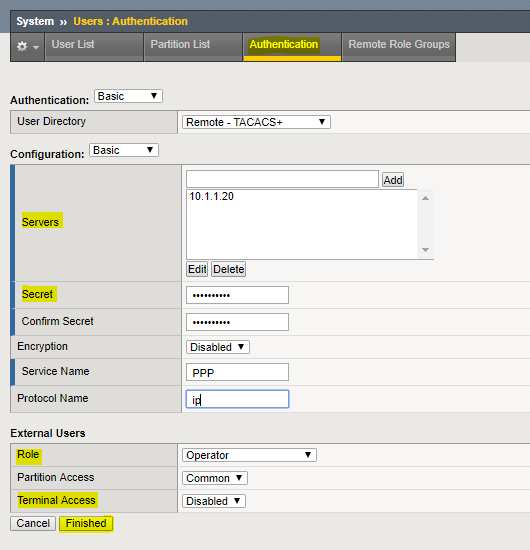 System ›› Users : Authentication
User List Partition List Authentication Remote Role Groups
Authentication: Basic
User Directory Remote - TACACS+
Configuration: Basic
Servers
Add
10.1.1.20
Edit Delete
Secret ••••••••••
Confirm Secret ••••••••••
Encryption Disabled
Service Name PPP
Protocol Name ip
External Users
Role Operator
Partition Access Common
Terminal Access Disabled
Cancel Finished